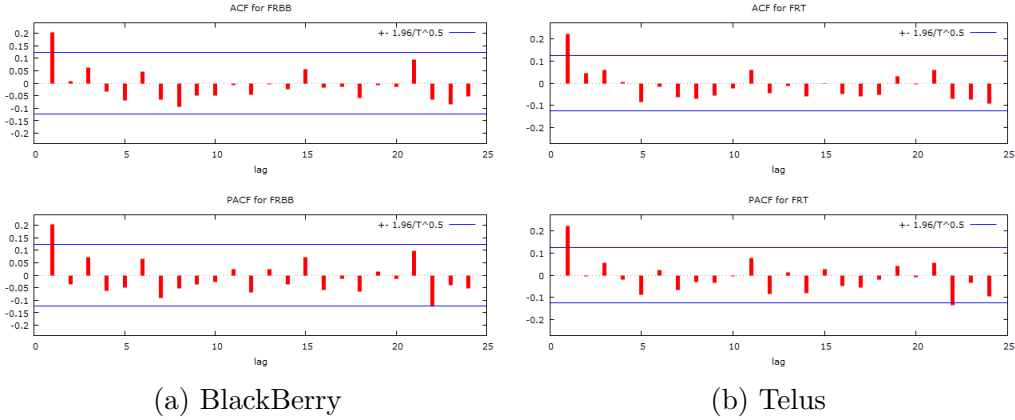 ACF for FRBB
+- 1.96/T^0.5
0.2
0.15
0.1
0.05
0
-0.05
-0.1
-0.15
-0.2
0 5 10 15 20 25
lag
PACF for FRBB
+- 1.96/T^0.5
0.2
0.15
0.1
0.05
0
-0.05
-0.1
-0.15
-0.2
0 5 10 15 20 25
lag
(a) BlackBerry
ACF for FRT
+- 1.96/T^0.5
0.2
0.1
0
-0.1
-0.2
0 5 10 15 20 25
lag
PACF for FRT
+- 1.96/T^0.5
0.2
0.1
0
-0.1
-0.2
0 5 10 15 20 25
lag
(b) Telus